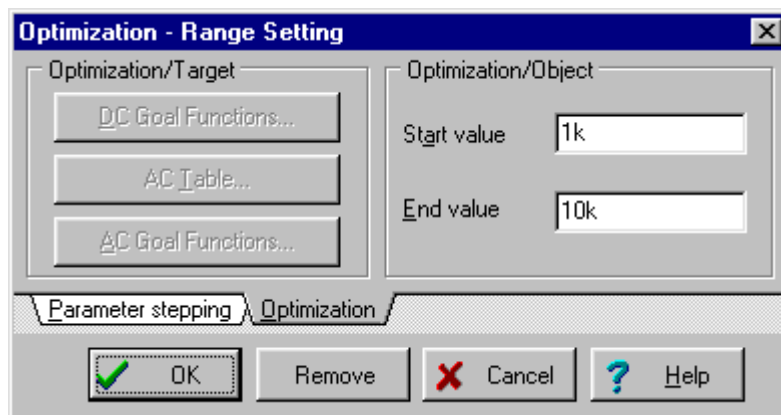 Optimization - Range Setting
Optimization/Target
DC Goal Functions...
AC Table...
AC Goal Functions...
Optimization/Object
Start value
1k
End value
10k
Parameter stepping
Optimization
OK
Remove
Cancel
? Help